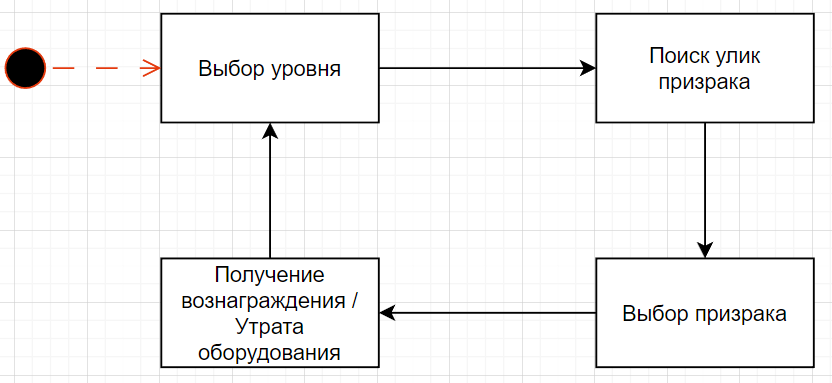 Выбор уровня
Поиск улик
призрака
Получение
вознаграждения /
Утрата
оборудования
Выбор призрака